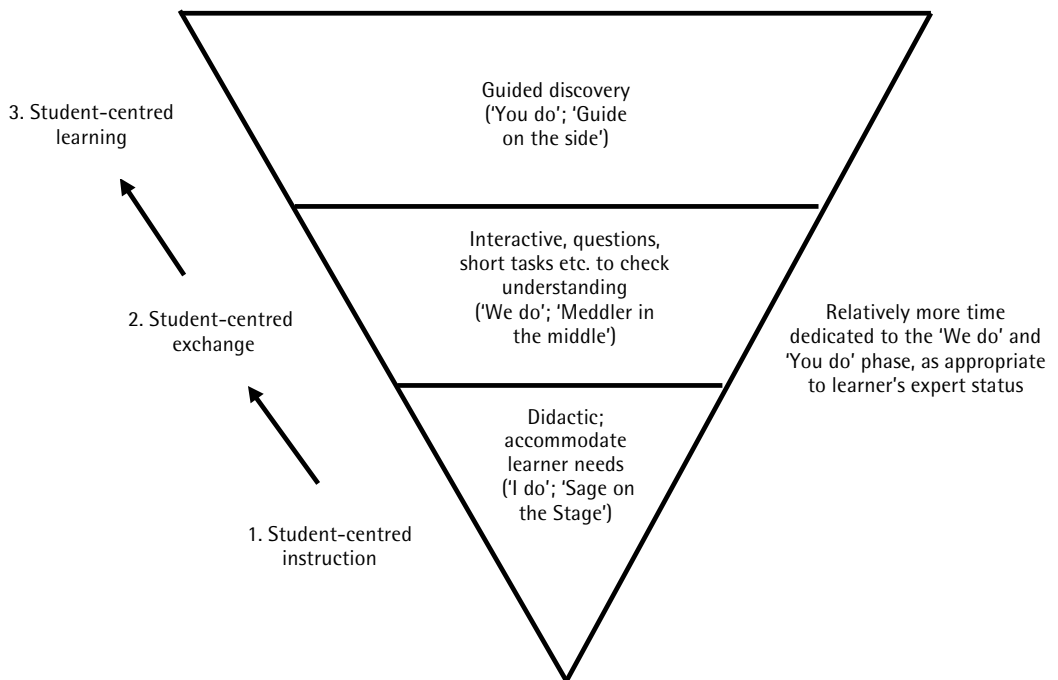 Guided discovery
(‘You do’; ‘Guide
on the side’)
3. Student-centred
learning
Interactive, questions,
short tasks etc. to check
understanding
(‘We do’; ‘Meddler in
the middle’)
2. Student-centred
exchange
Relatively more time
dedicated to the ‘We do’ and
‘You do’ phase, as appropriate
to learner’s expert status
Didactic;
accommodate
learner needs
(‘I do’; ‘Sage on
the Stage’)
1. Student-centred
instruction